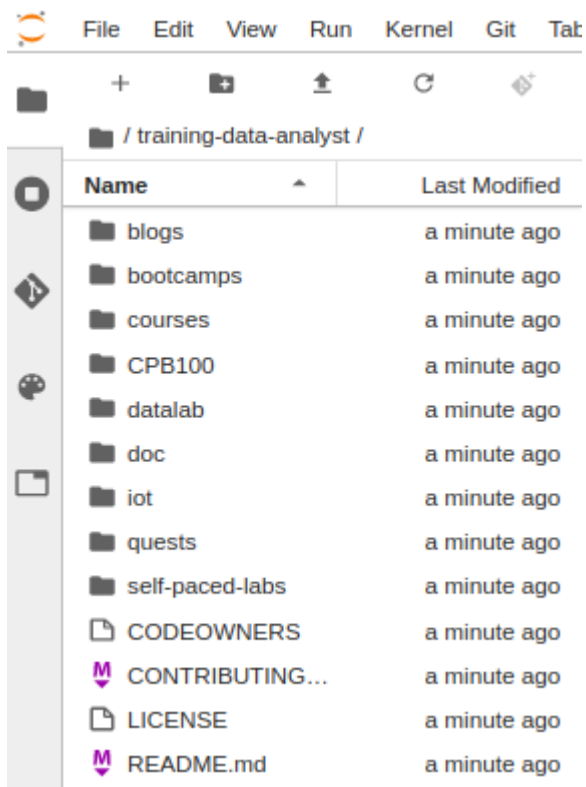 File Edit View Run Kernel Git Tab
/ training-data-analyst /
Name Last Modified
blogs a minute ago
bootcamps a minute ago
courses a minute ago
CPB100 a minute ago
datalab a minute ago
doc a minute ago
iot a minute ago
quests a minute ago
self-paced-labs a minute ago
CODEOWNERS a minute ago
CONTRIBUTING... a minute ago
LICENSE a minute ago
README.md a minute ago